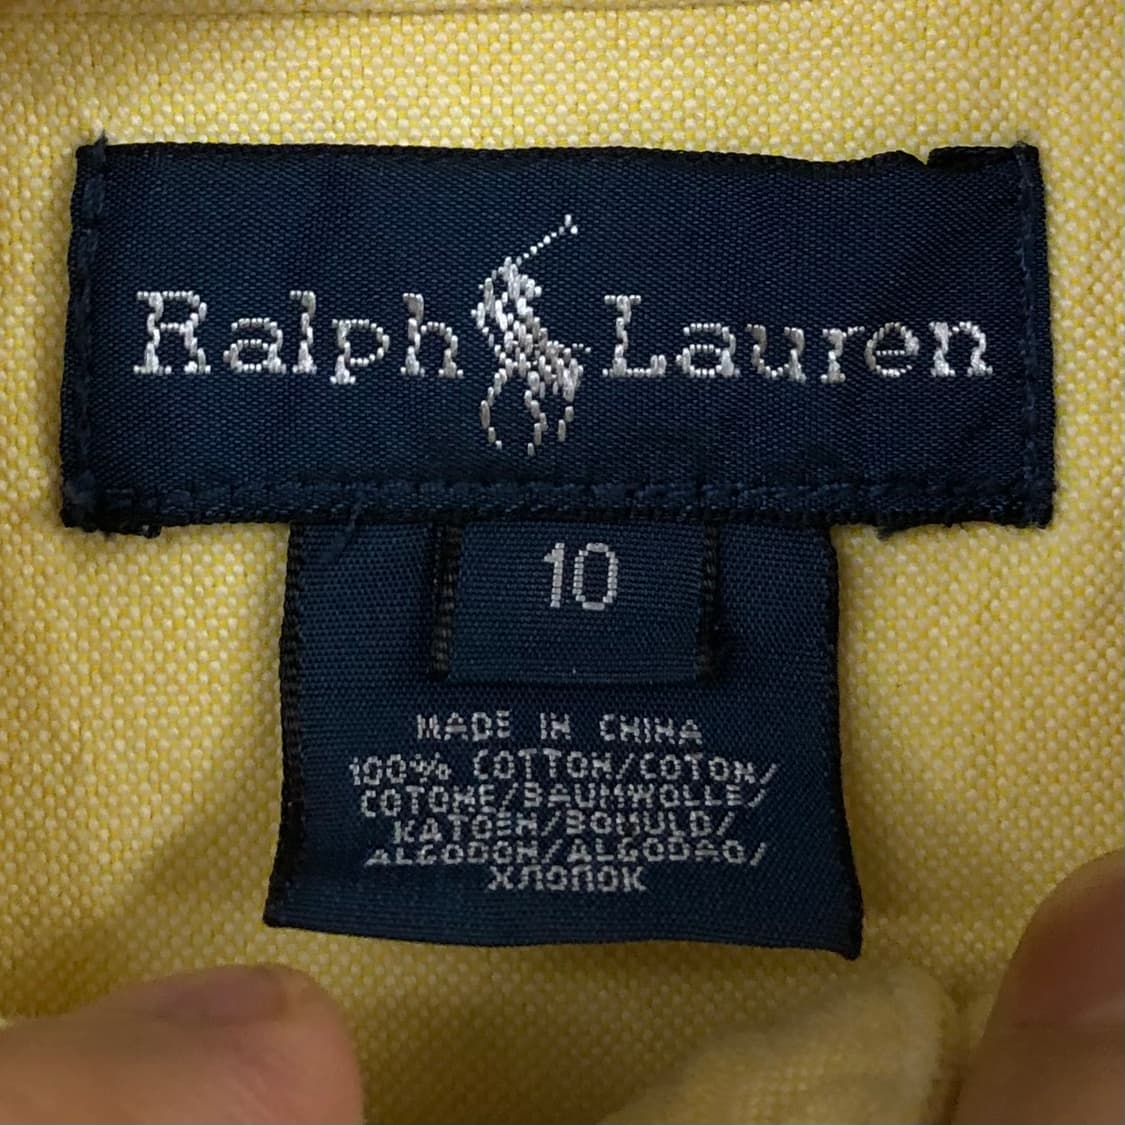 Ralph Lauren
10
MADE IN CHINA
100% COTTON/COTON/
COTONE/BAUMWOLLE/
KATOEN/BOMULD/
ALGODON/ALGODAO/
ХЛОПОК